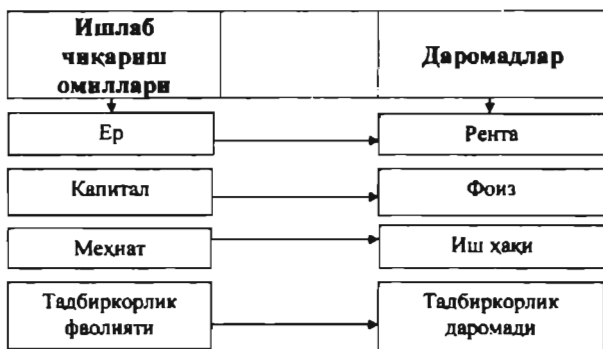 Ишлаб
чиқариш
омиллари
Даромадлар
Ер
Рента
Капитал
Фоиз
Меҳнат
Иш ҳақи
Тадбиркорлик
фаолияти
Тадбиркорлик
даромади